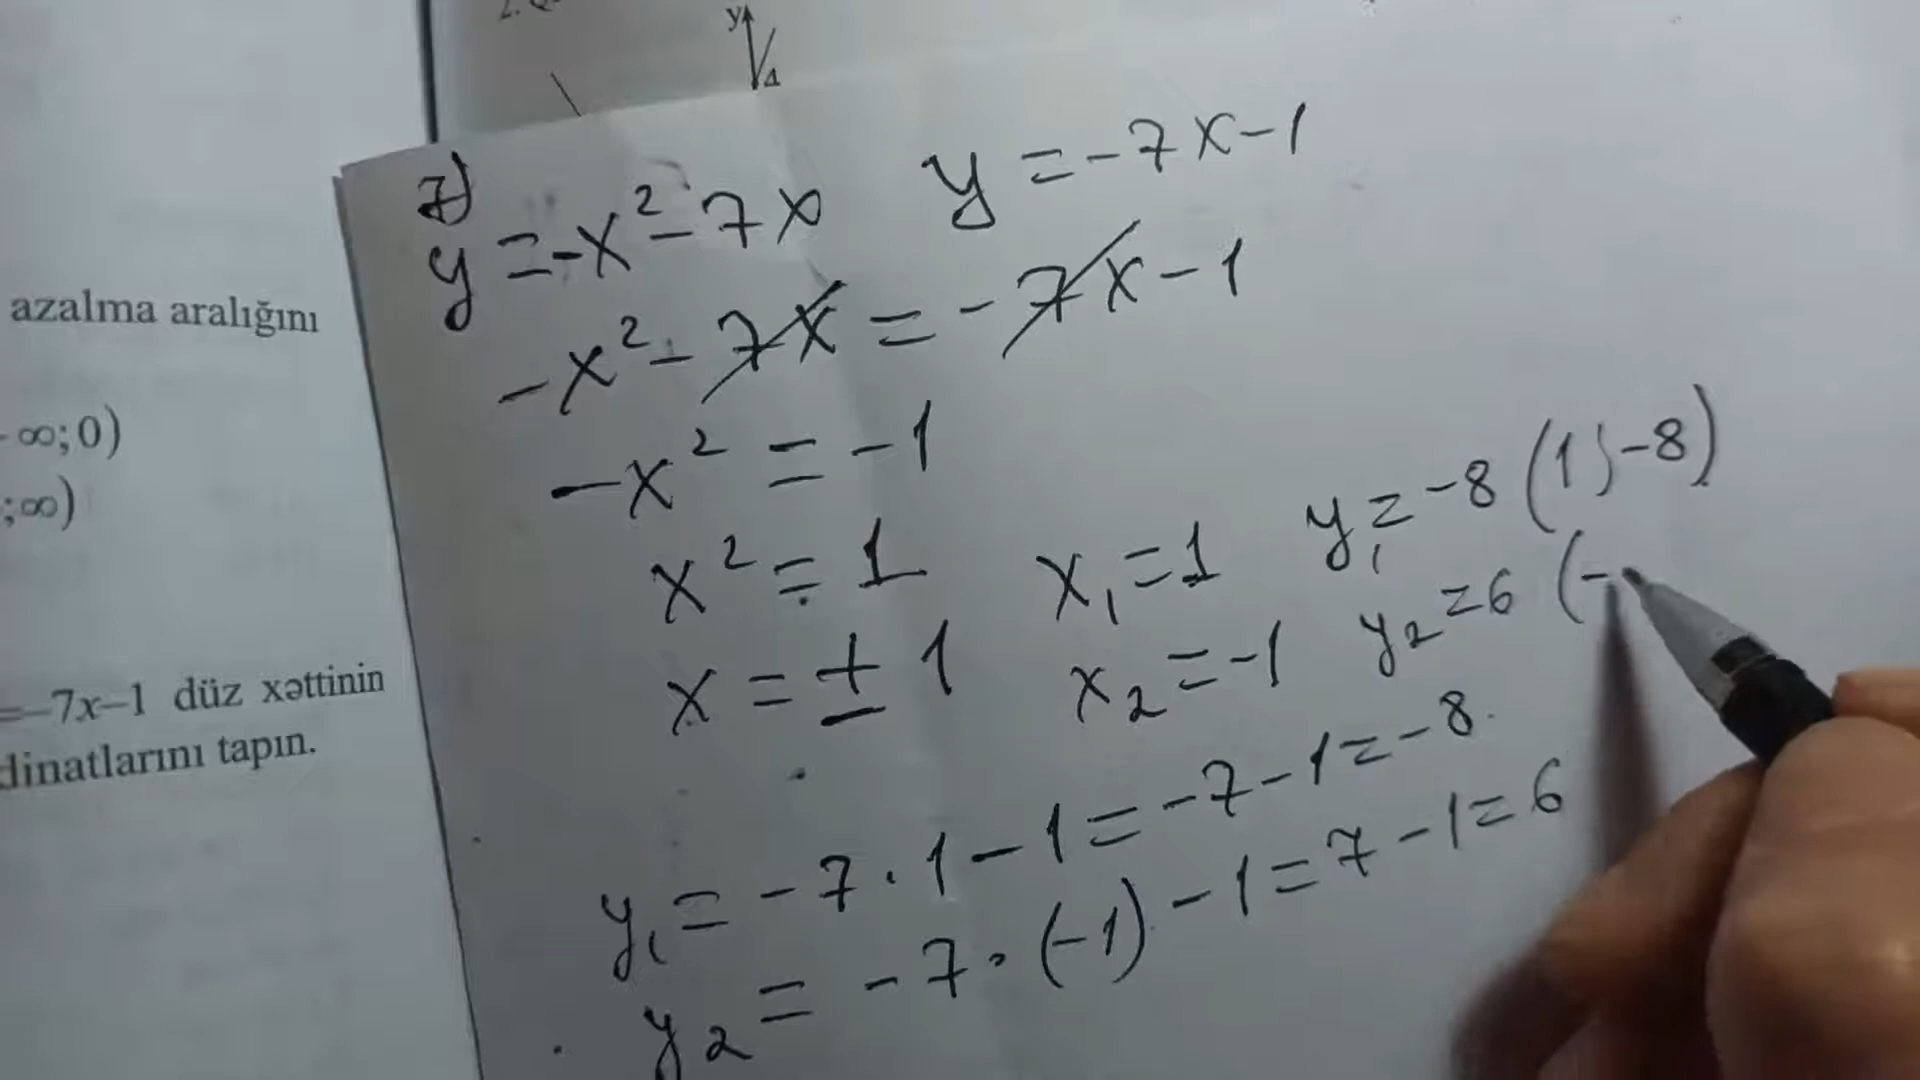 y
azalma aralığını
-∞;0)
;∞)
=–7x–1 düz xəttinin
dinatlarını tapın.
7)
y = -x² - 7x y = -7x - 1
-x² - 7x = -7x - 1
-x² = -1
x² = 1 x₁ = 1 y₁ = -8 (1; -8)
x = ± 1 x₂ = -1 y₂ = 6 (-
y₁ = -7 · 1 - 1 = -7 - 1 = -8
y₂ = -7 · (-1) - 1 = 7 - 1 = 6